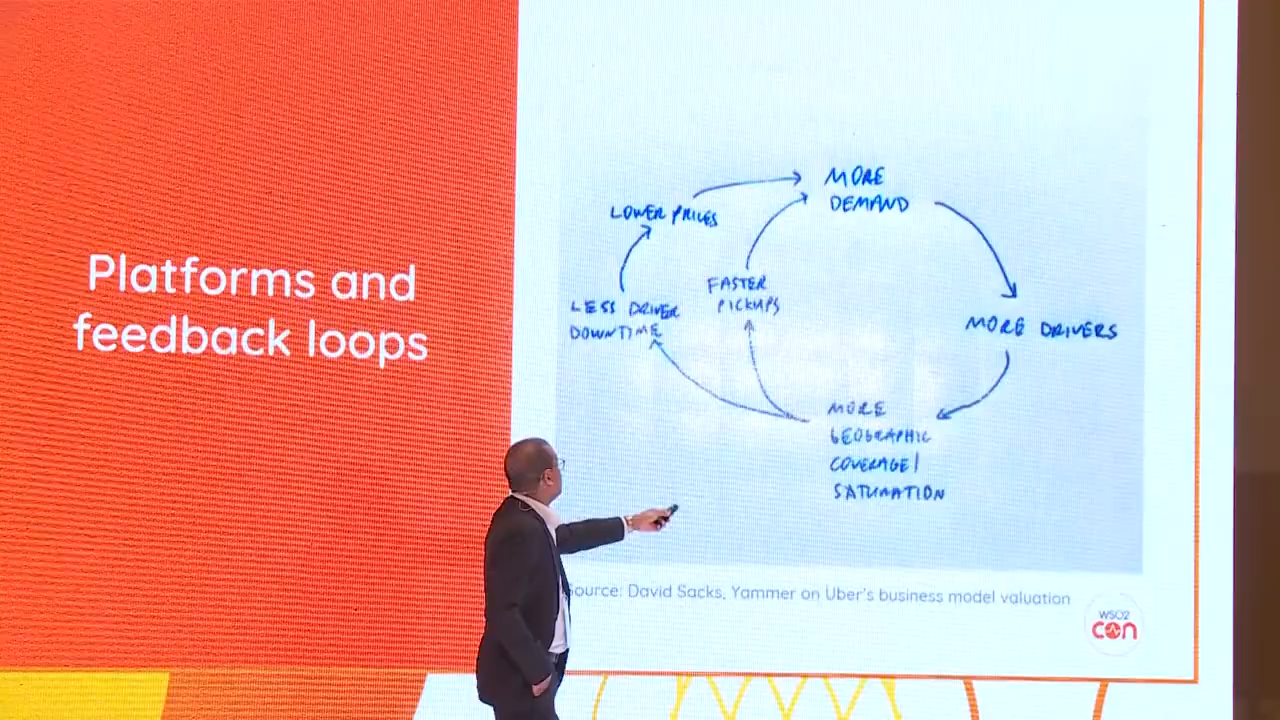 Platforms and
feedback loops
MORE
DEMAND
LOWER PRICES
FASTER
PICKUPS
LESS DRIVER
DOWNTIME
MORE DRIVERS
MORE
GEOGRAPHIC
COVERAGE/
SATURATION
Source: David Sacks, Yammer on Uber's business model valuation
WSO2
con